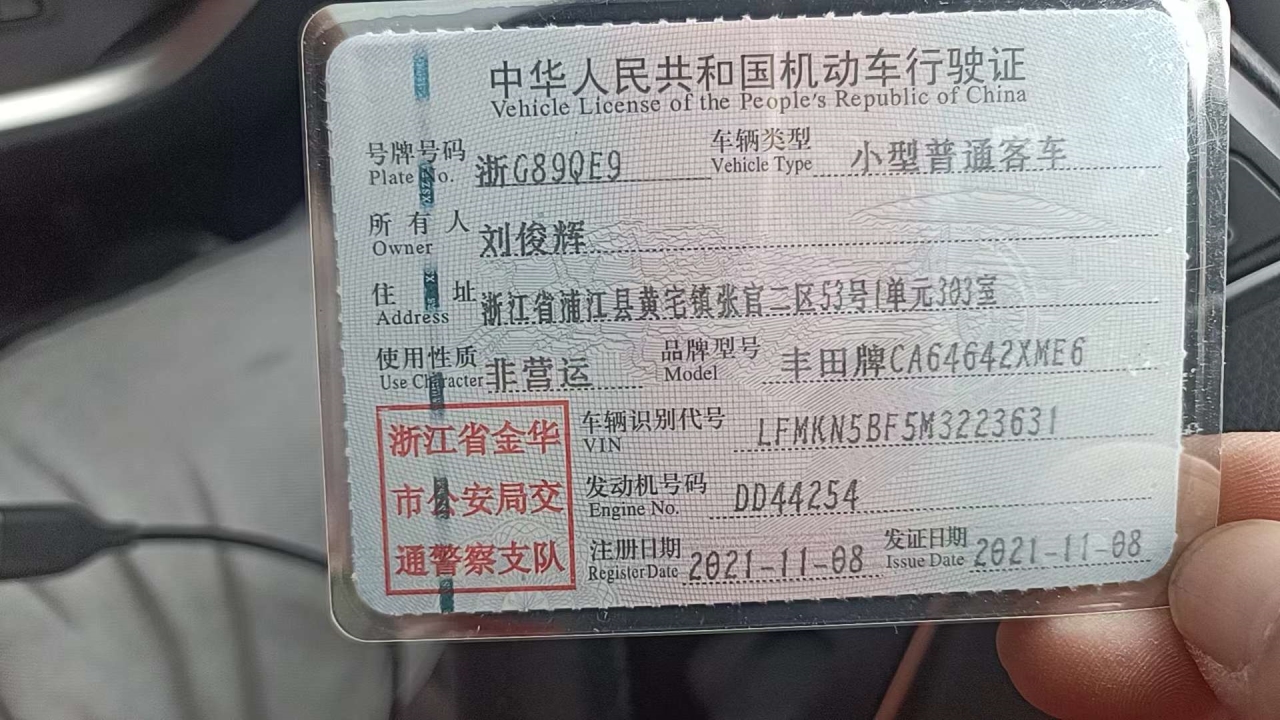 中华人民共和国机动车行驶证
Vehicle License of the People's Republic of China
号牌号码 浙G89QE9 车辆类型 小型普通客车
Plate No. Vehicle Type
所有人 刘俊辉
Owner
住址 浙江省浦江县黄宅镇张官二区53号1单元303室
Address
使用性质 非营运 品牌型号 丰田牌CA64642XME6
Use Character Model
浙江省金华
市公安局交
通警察支队
车辆识别代号 LFMKN5BF5M3223631
VIN
发动机号码 DD44254
Engine No.
注册日期 2021-11-08 发证日期 2021-11-08
Register Date Issue Date